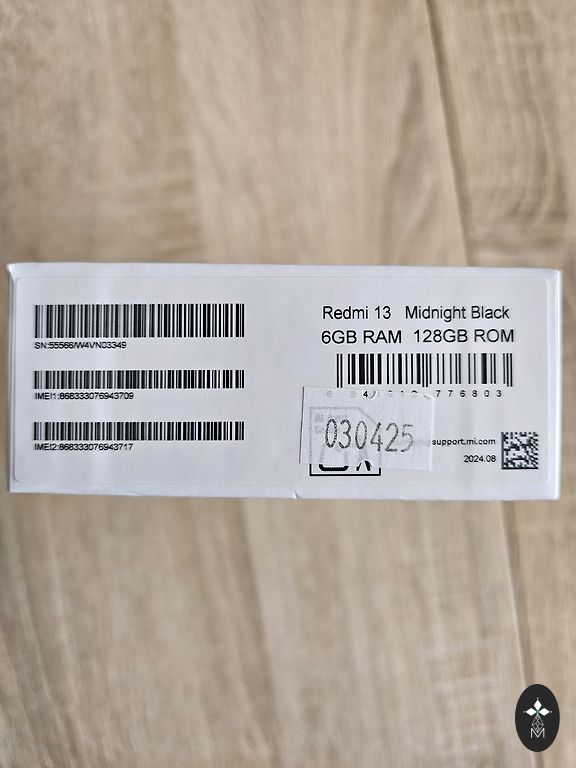 SN:55566/W4VN03349
IMEI1:868333076943709
IMEI2:868333076943717
Redmi 13 Midnight Black
6GB RAM 128GB ROM
776803
030425
support.mi.com
2024.08